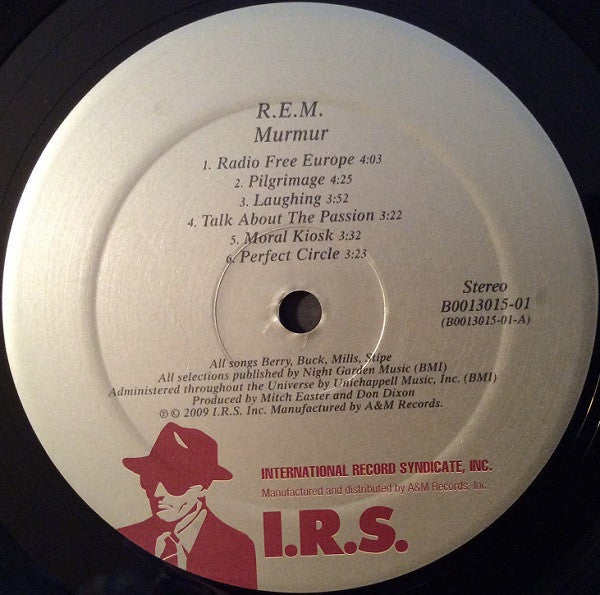 R.E.M.
Murmur
1. Radio Free Europe 4:03
2. Pilgrimage 4:25
3. Laughing 3:52
4. Talk About The Passion 3:22
5. Moral Kiosk 3:32
6. Perfect Circle 3:23
Stereo
B0013015-01
(B0013015-01-A)
All songs Berry, Buck, Mills, Stipe
All selections published by Night Garden Music (BMI)
Administered throughout the Universe by Unichappell Music, Inc. (BMI)
Produced by Mitch Easter and Don Dixon
℗© 2009 I.R.S. Inc. Manufactured by A&M Records.
INTERNATIONAL RECORD SYNDICATE, INC.
Manufactured and distributed by A&M Records, Inc.
I.R.S.